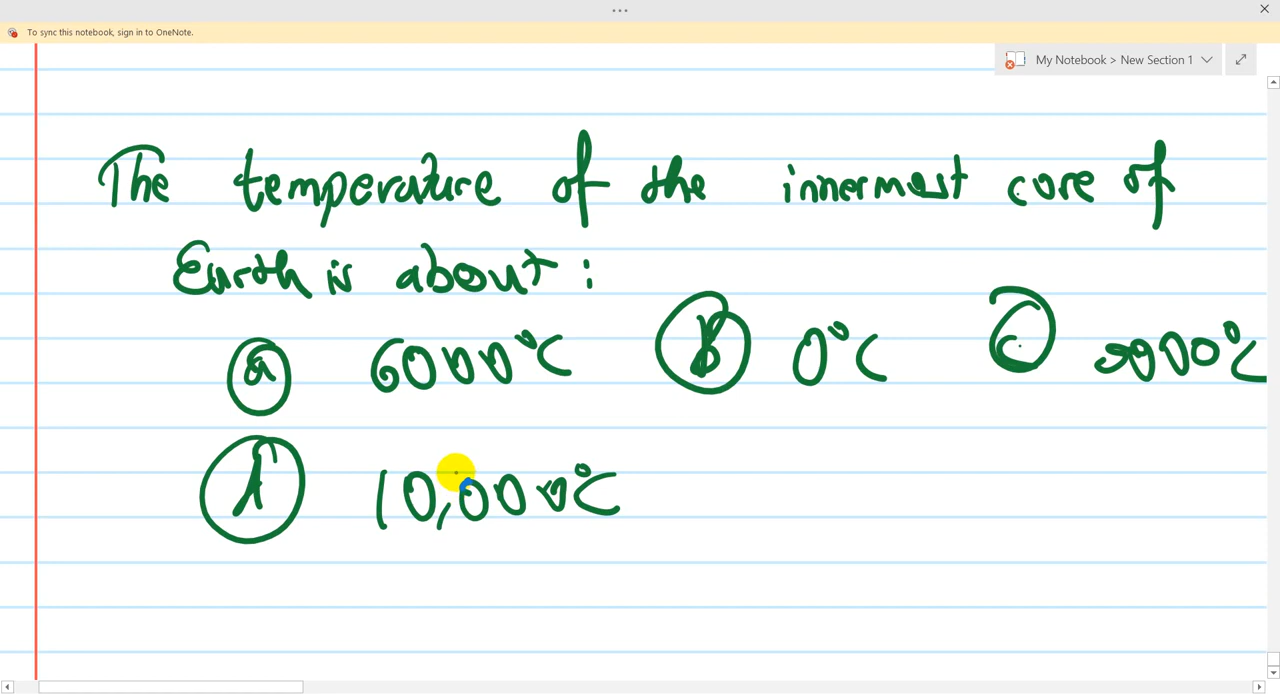 To sync this notebook, sign in to OneNote.
My Notebook > New Section 1
The temperature of the innermost core of
Earth is about :
a 6000°C b 0°C c °C
d 10,000°C